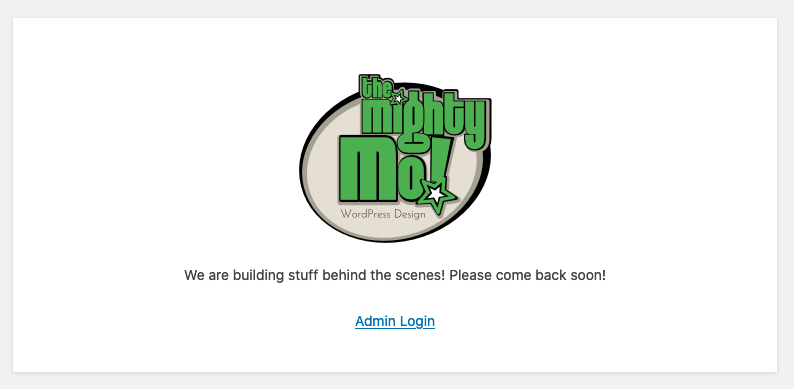 the
mighty
Mo!
WordPress Design
We are building stuff behind the scenes! Please come back soon!
Admin Login